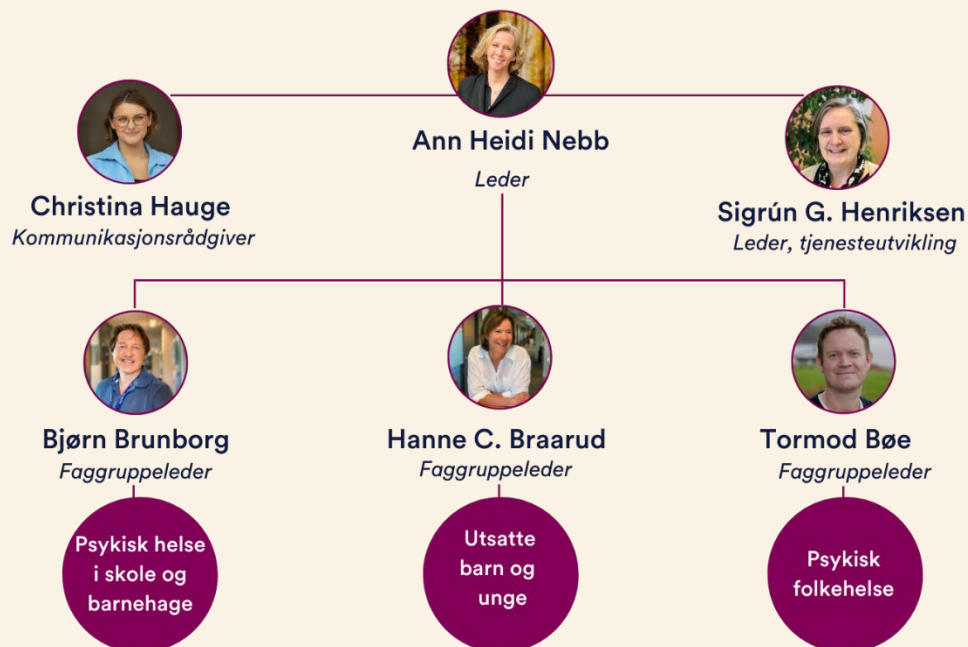 Ann Heidi Nebb
Leder
Christina Hauge
Kommunikasjonsrådgiver
Sigrún G. Henriksen
Leder, tjenesteutvikling
Bjørn Brunborg
Faggruppeleder
Hanne C. Braarud
Faggruppeleder
Tormod Bøe
Faggruppeleder
Psykisk helse
i skole og
barnehage
Utsatte
barn og
unge
Psykisk
folkehelse